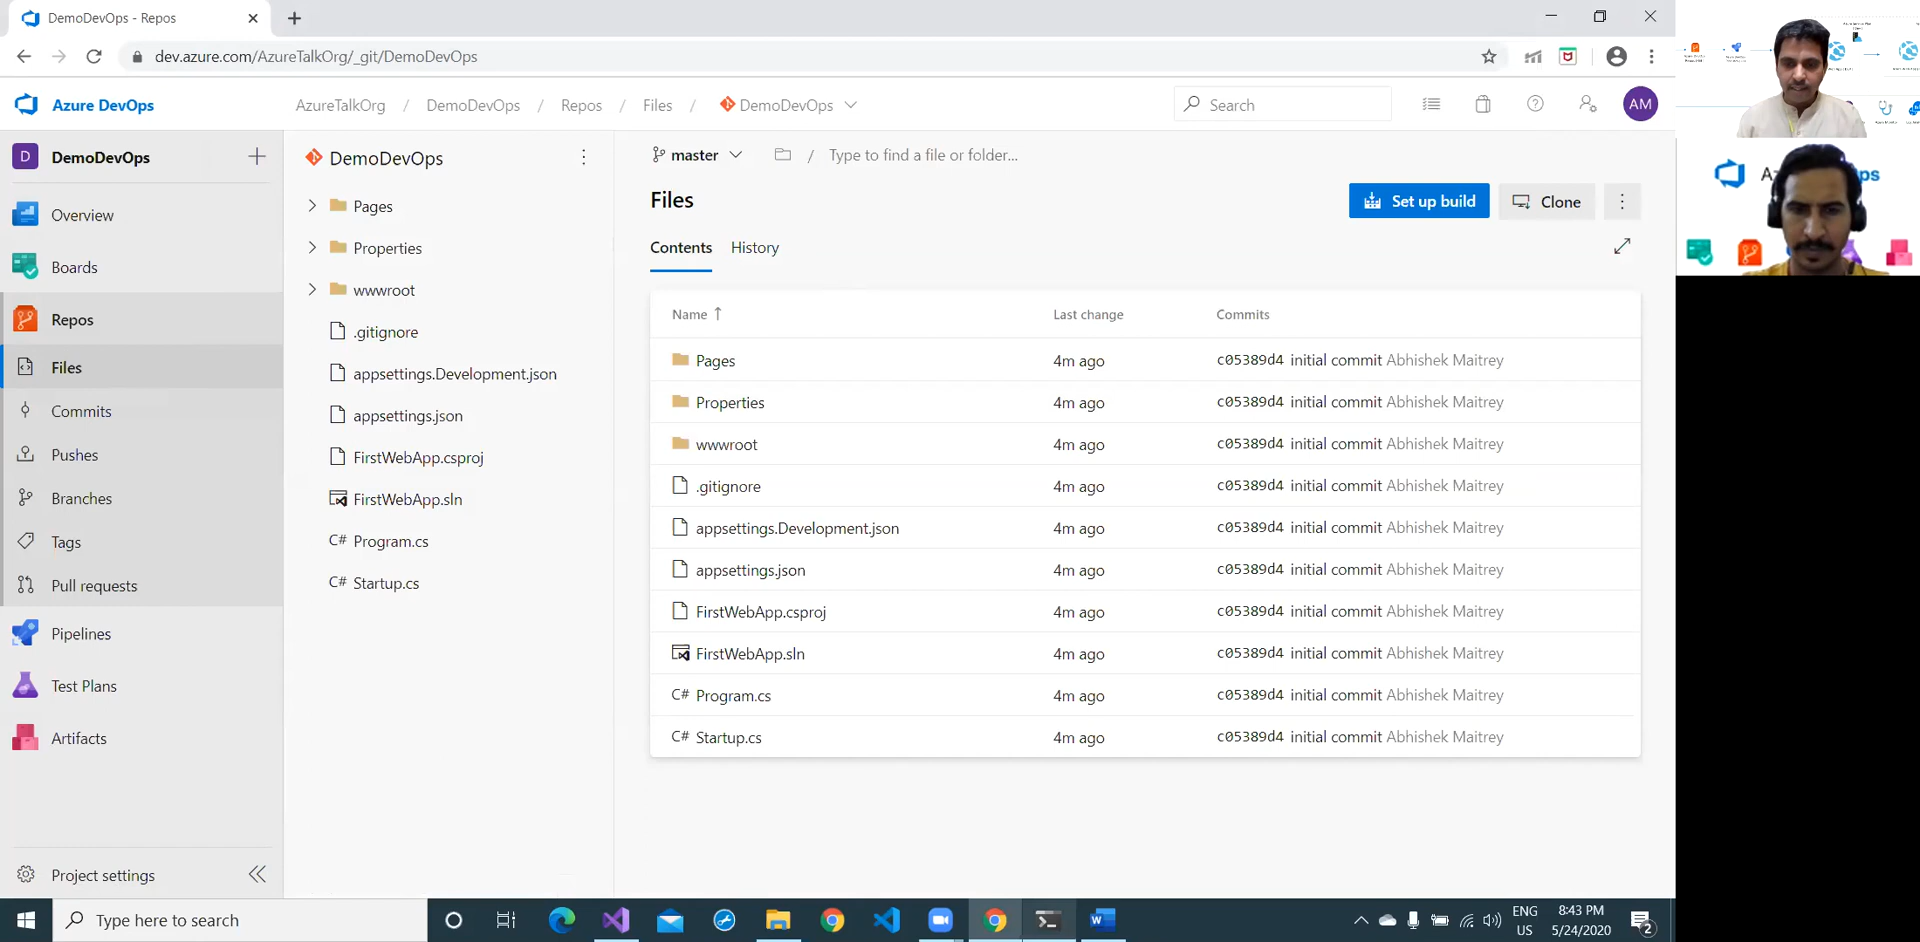 DemoDevOps - Repos
dev.azure.com/AzureTalkOrg/_git/DemoDevOps
Azure DevOps
AzureTalkOrg / DemoDevOps / Repos / Files / DemoDevOps
Search
AM
D DemoDevOps
Overview
Boards
Repos
Files
Commits
Pushes
Branches
Tags
Pull requests
Pipelines
Test Plans
Artifacts
Project settings
DemoDevOps
Pages
Properties
wwwroot
.gitignore
appsettings.Development.json
appsettings.json
FirstWebApp.csproj
FirstWebApp.sln
C# Program.cs
C# Startup.cs
master / Type to find a file or folder...
Files
Set up build
Clone
Contents History
Name Last change Commits
Pages 4m ago c05389d4 initial commit Abhishek Maitrey
Properties 4m ago c05389d4 initial commit Abhishek Maitrey
wwwroot 4m ago c05389d4 initial commit Abhishek Maitrey
.gitignore 4m ago c05389d4 initial commit Abhishek Maitrey
appsettings.Development.json 4m ago c05389d4 initial commit Abhishek Maitrey
appsettings.json 4m ago c05389d4 initial commit Abhishek Maitrey
FirstWebApp.csproj 4m ago c05389d4 initial commit Abhishek Maitrey
FirstWebApp.sln 4m ago c05389d4 initial commit Abhishek Maitrey
C# Program.cs 4m ago c05389d4 initial commit Abhishek Maitrey
C# Startup.cs 4m ago c05389d4 initial commit Abhishek Maitrey
Type here to search
ENG
US
8:43 PM
5/24/2020
2